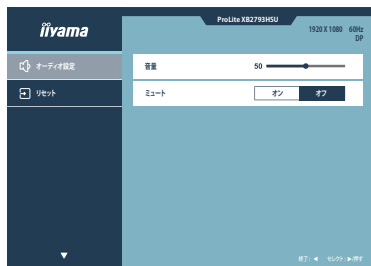 iiyama
ProLite XB2793HSU
1920 X 1080 60Hz
DP
オーディオ設定
音量
50
リセット
ミュート
オン
オフ
終了 : ◀ セレクト : ▶/押す